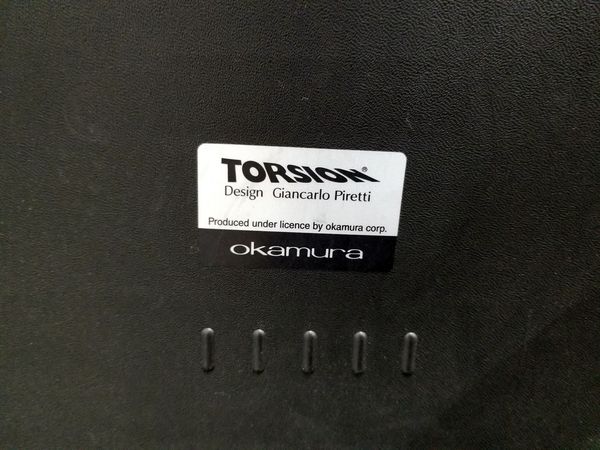 TORSION®
Design Giancarlo Piretti
Produced under licence by okamura corp.
okamura